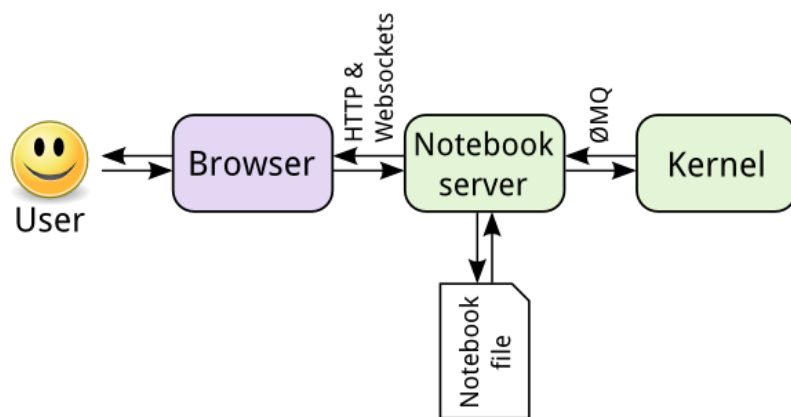 User
Browser
HTTP &
Websockets
Notebook
server
ØMQ
Kernel
Notebook
file